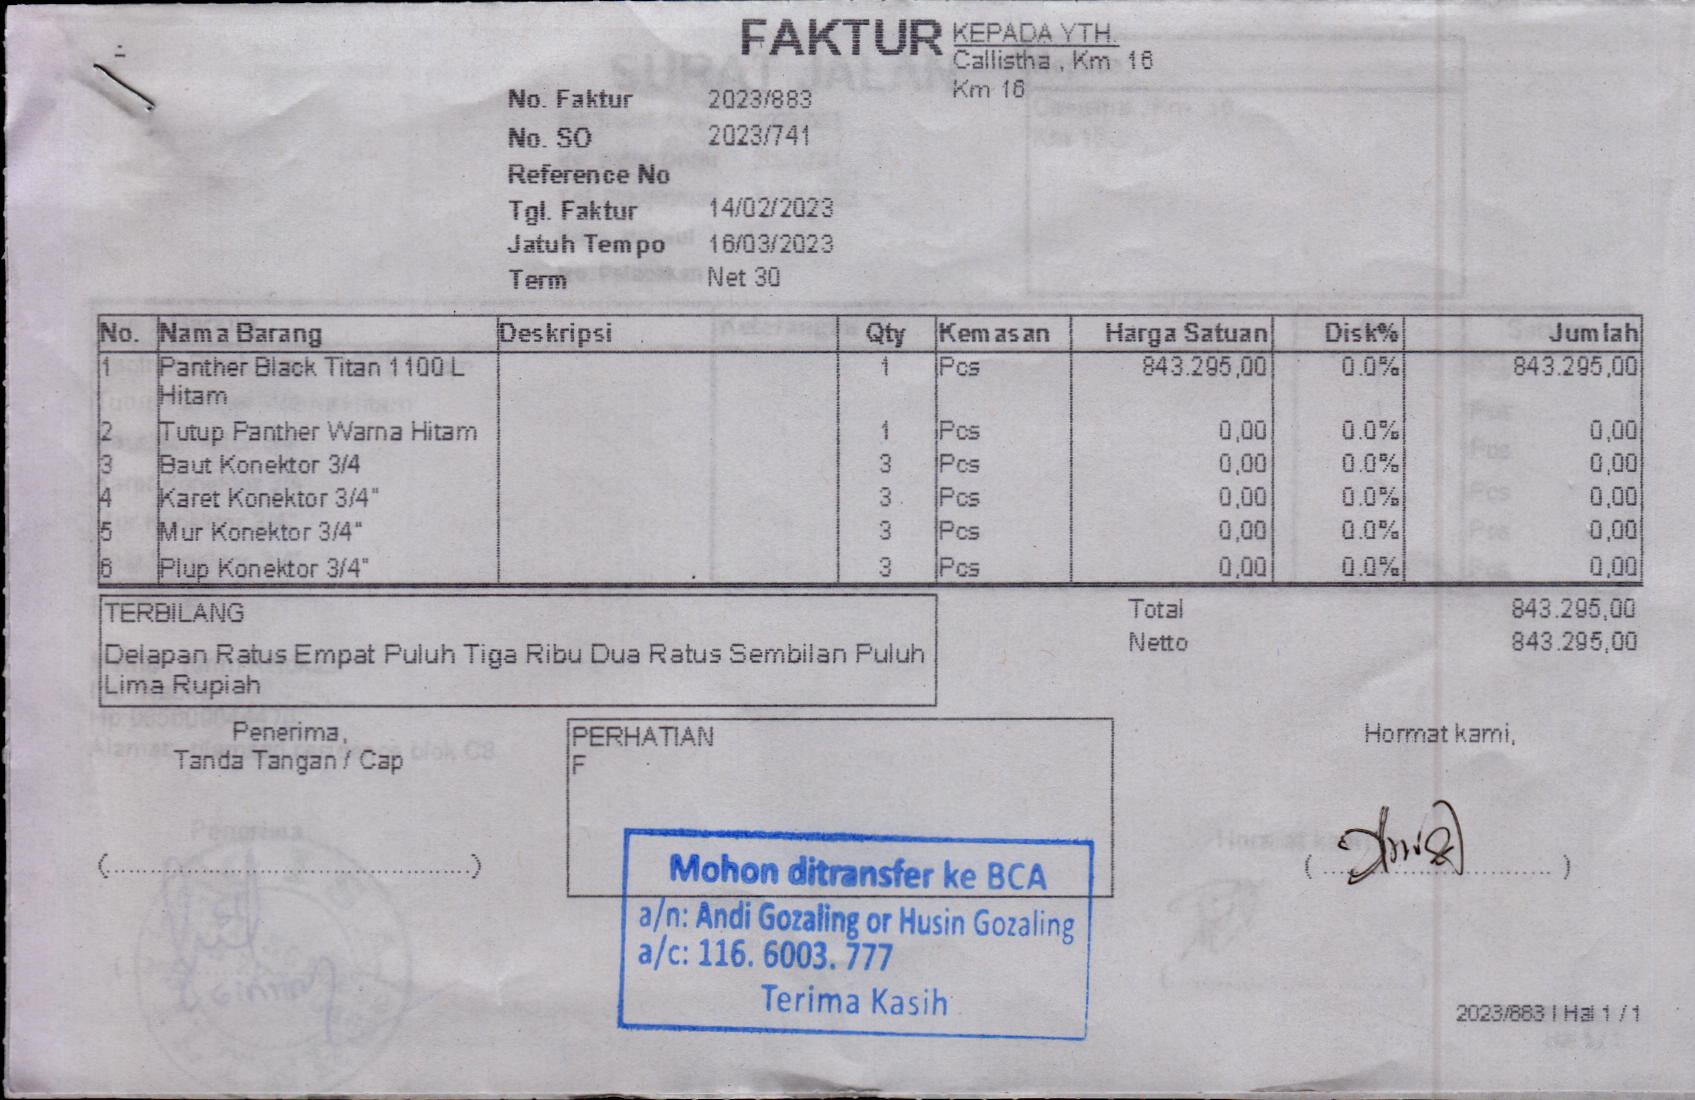 FAKTUR
KEPADA YTH.
Callistha , Km 16
Km 16
No. Faktur 2023/883
No. SO 2023/741
Reference No
Tgl. Faktur 14/02/2023
Jatuh Tempo 16/03/2023
Term Net 30
No. Nama Barang Deskripsi Qty Kemasan Harga Satuan Disk% Jumlah
1 Panther Black Titan 1100 L 1 Pcs 843.295,00 0.0% 843.295,00
Hitam
2 Tutup Panther Warna Hitam 1 Pcs 0,00 0.0% 0,00
3 Baut Konektor 3/4 3 Pcs 0,00 0.0% 0,00
4 Karet Konektor 3/4" 3 Pcs 0,00 0.0% 0,00
5 Mur Konektor 3/4" 3 Pcs 0,00 0.0% 0,00
6 Plup Konektor 3/4" 3 Pcs 0,00 0.0% 0,00
TERBILANG
Delapan Ratus Empat Puluh Tiga Ribu Dua Ratus Sembilan Puluh
Lima Rupiah
Total 843.295,00
Netto 843.295,00
Penerima,
Tanda Tangan / Cap
(..............................................)
PERHATIAN
F
Mohon ditransfer ke BCA
a/n: Andi Gozaling or Husin Gozaling
a/c: 116. 6003. 777
Terima Kasih
Hormat kami,
(..............................)
2023/883 | Hal 1 / 1